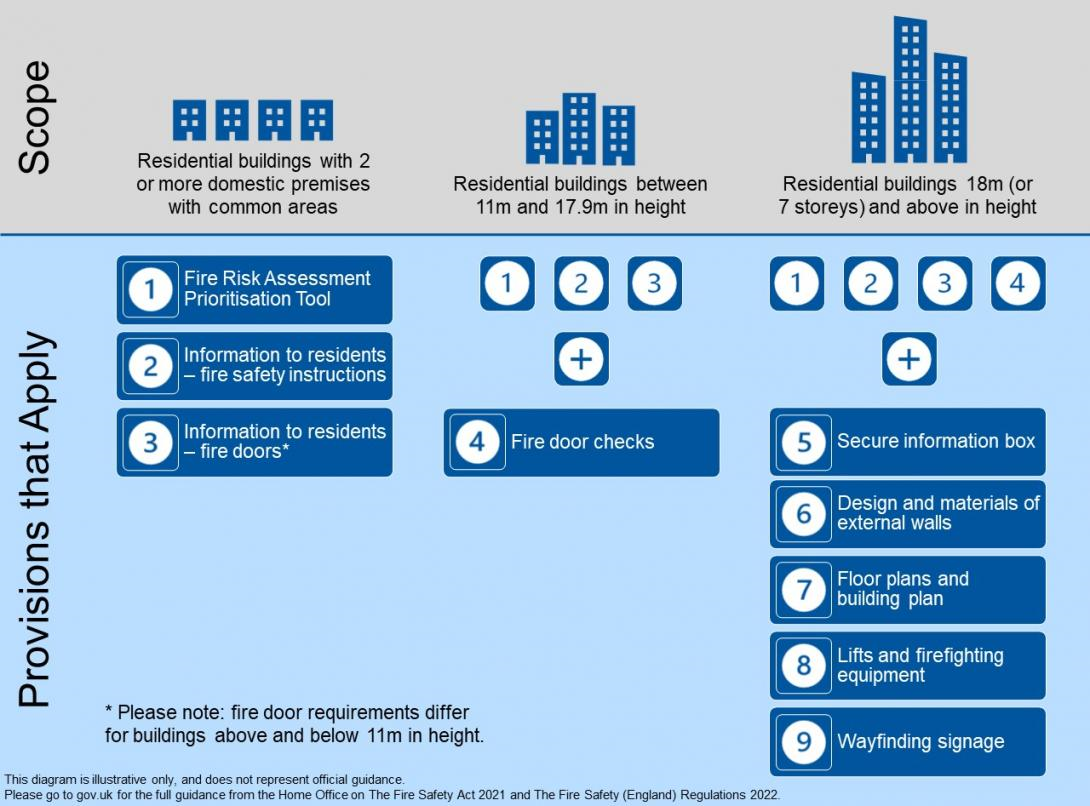 Scope
Residential buildings with 2
or more domestic premises
with common areas
Residential buildings between
11m and 17.9m in height
Residential buildings 18m (or
7 storeys) and above in height
Provisions that Apply
1 Fire Risk Assessment
Prioritisation Tool
2 Information to residents
– fire safety instructions
3 Information to residents
– fire doors*
1 2 3
+
4 Fire door checks
1 2 3 4
+
5 Secure information box
6 Design and materials of
external walls
7 Floor plans and
building plan
8 Lifts and firefighting
equipment
9 Wayfinding signage
* Please note: fire door requirements differ
for buildings above and below 11m in height.
This diagram is illustrative only, and does not represent official guidance.
Please go to gov.uk for the full guidance from the Home Office on The Fire Safety Act 2021 and The Fire Safety (England) Regulations 2022.